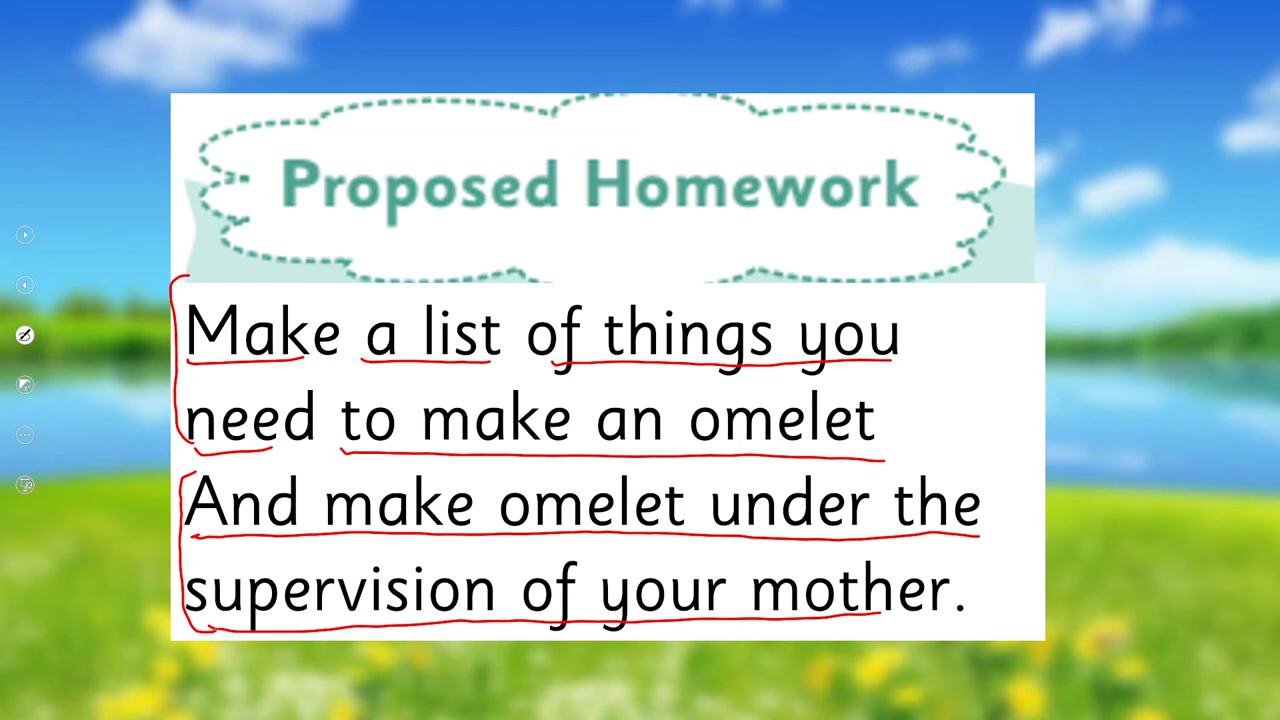 Proposed Homework
Make a list of things you
need to make an omelet
And make omelet under the
supervision of your mother.